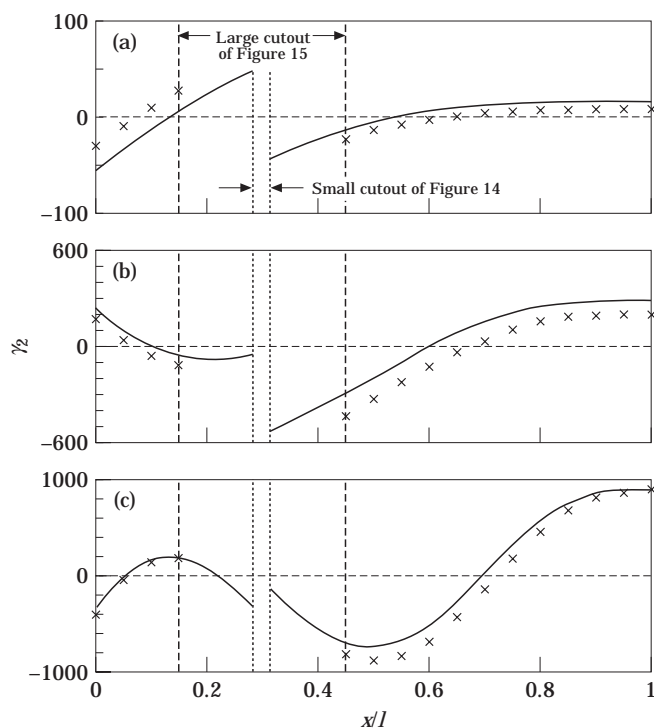 100
(a)
Large cutout
of Figure 15
0
Small cutout of Figure 14
–100
600
(b)
γ2
0
–600
1000
(c)
0
–1000
0
0.2
0.4
0.6
0.8
1
x/l